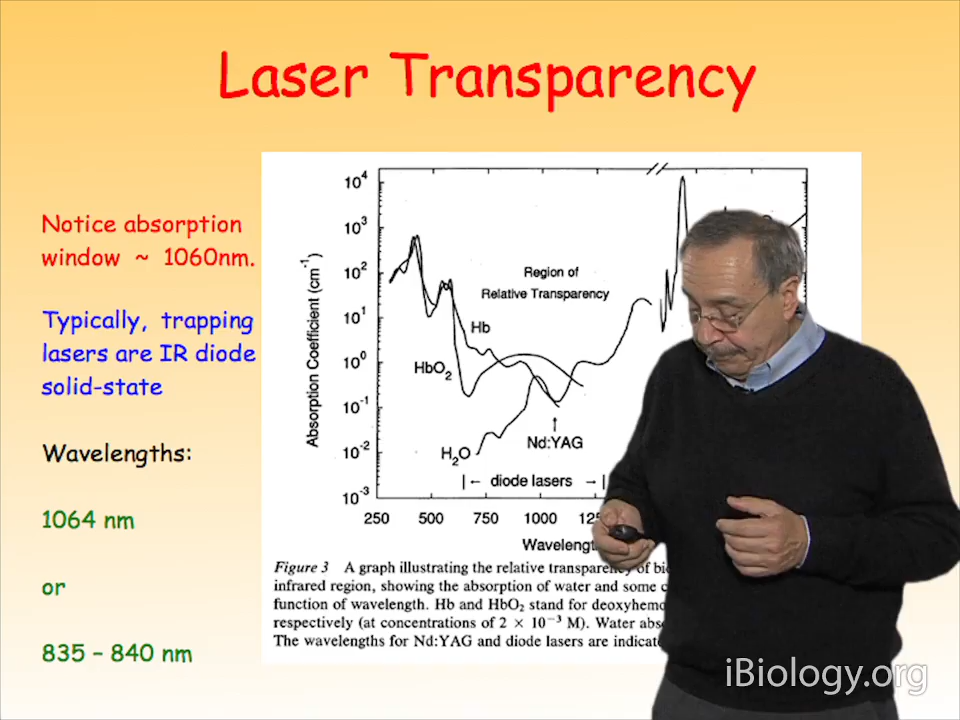 Laser Transparency
Notice absorption
window ~ 1060nm.
Typically, trapping
lasers are IR diode
solid-state
Wavelengths:
1064 nm
or
835 – 840 nm
Absorption Coefficient (cm⁻¹)
10⁴
10³
10²
10¹
10⁰
10⁻¹
10⁻²
10⁻³
Region of
Relative Transparency
Hb
HbO₂
H₂O
Nd:YAG
|← diode lasers →|
250 500 750 1000
Figure 3 A graph illustrating the relative transparency of
infrared region, showing the absorption of water and some
function of wavelength. Hb and HbO₂ stand for
respectively (at concentrations of 2 × 10⁻³ M). Water
The wavelengths for Nd:YAG and diode lasers are
iBiology.org